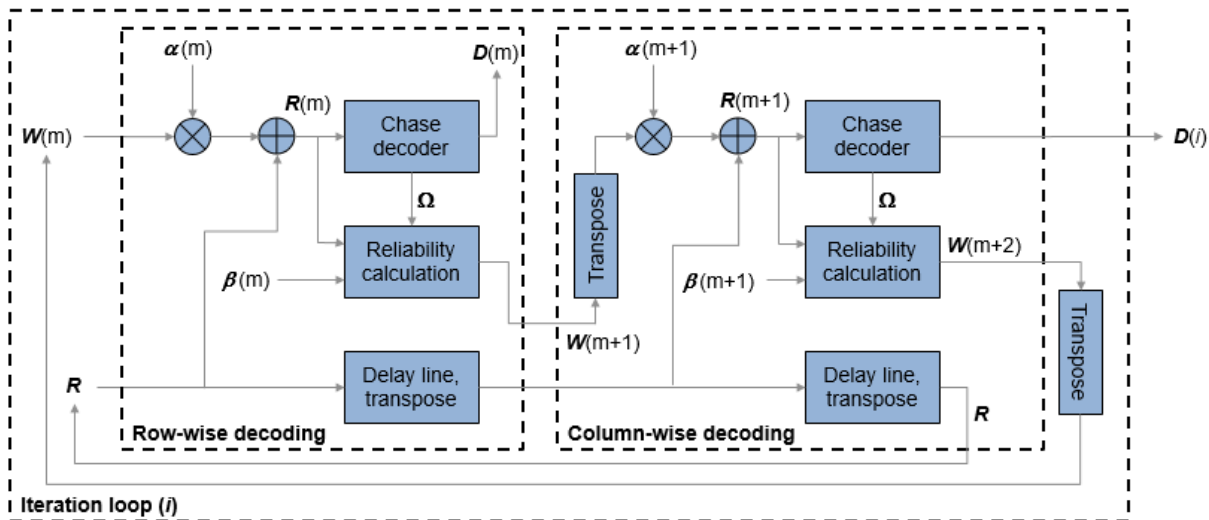 α(m)
D(m)
W(m)
R(m)
Chase
decoder
Ω
Reliability
calculation
β(m)
W(m+1)
R
Delay line,
transpose
Row-wise decoding
α(m+1)
R(m+1)
Transpose
Chase
decoder
D(i)
Ω
Reliability
calculation
W(m+2)
β(m+1)
Transpose
Delay line,
transpose
R
Column-wise decoding
Iteration loop (i)